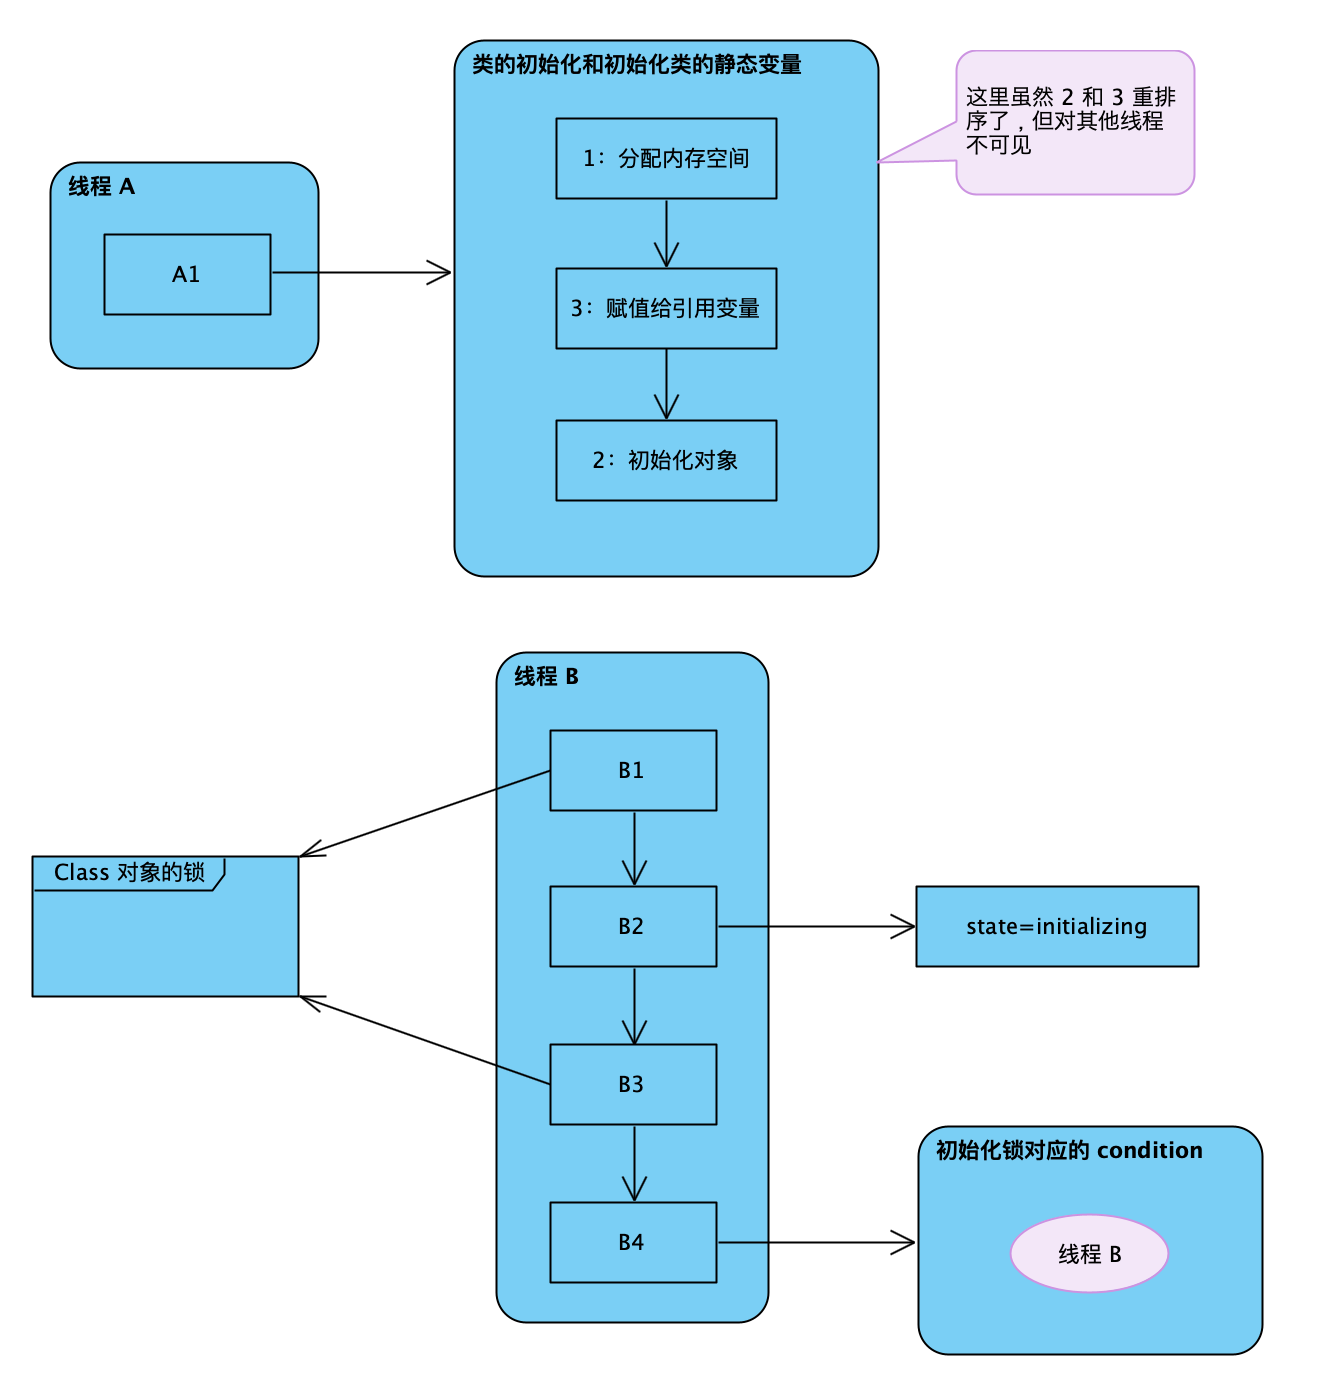 类的初始化和初始化类的静态变量
1：分配内存空间
3：赋值给引用变量
2：初始化对象
这里虽然 2 和 3 重排
序了，但对其他线程
不可见
线程 A
A1
线程 B
B1
B2
B3
B4
Class 对象的锁
state=initializing
初始化锁对应的 condition
线程 B